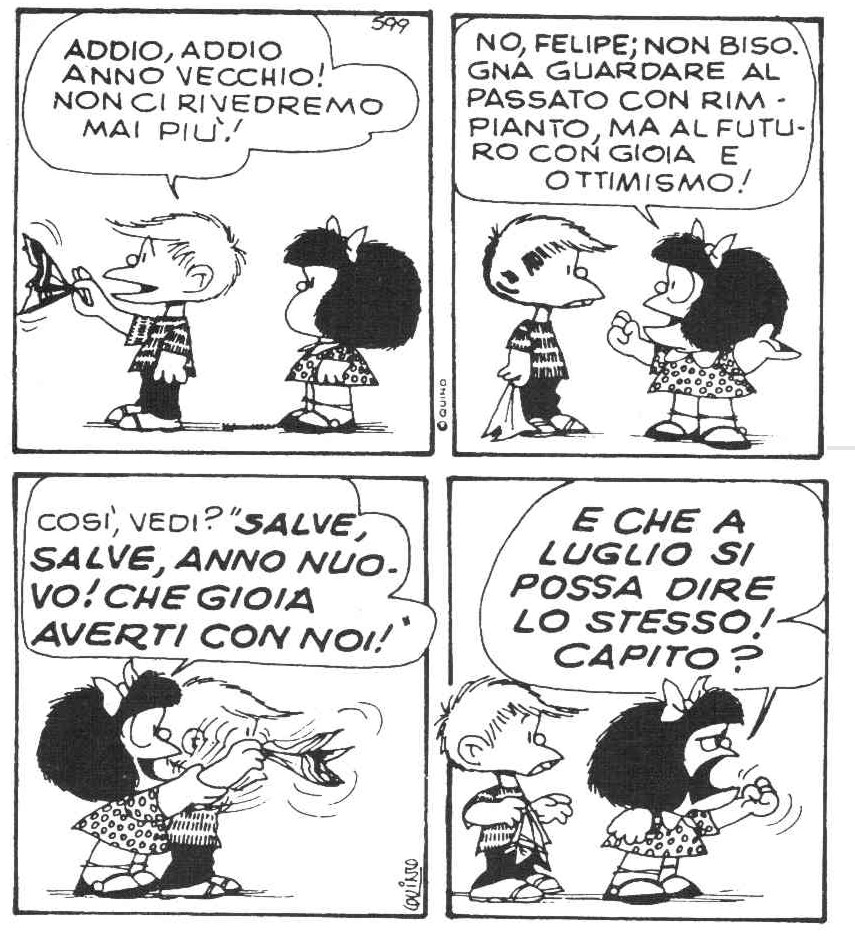 599
ADDIO, ADDIO
ANNO VECCHIO!
NON CI RIVEDREMO
MAI PIÙ!
NO, FELIPE; NON BISO-
GNA GUARDARE AL
PASSATO CON RIM-
PIANTO, MA AL FUTU-
RO CON GIOIA E
OTTIMISMO!
© QUINO
COSÌ, VEDI? "SALVE,
SALVE, ANNO NUO-
VO! CHE GIOIA
AVERTI CON NOI!"
QUINO
E CHE A
LUGLIO SI
POSSA DIRE
LO STESSO!
CAPITO?